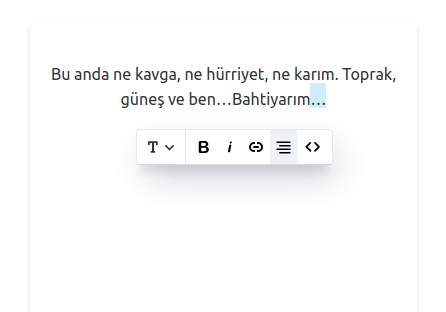 Bu anda ne kavga, ne hürriyet, ne karım. Toprak,
güneş ve ben…Bahtiyarım…
T B i